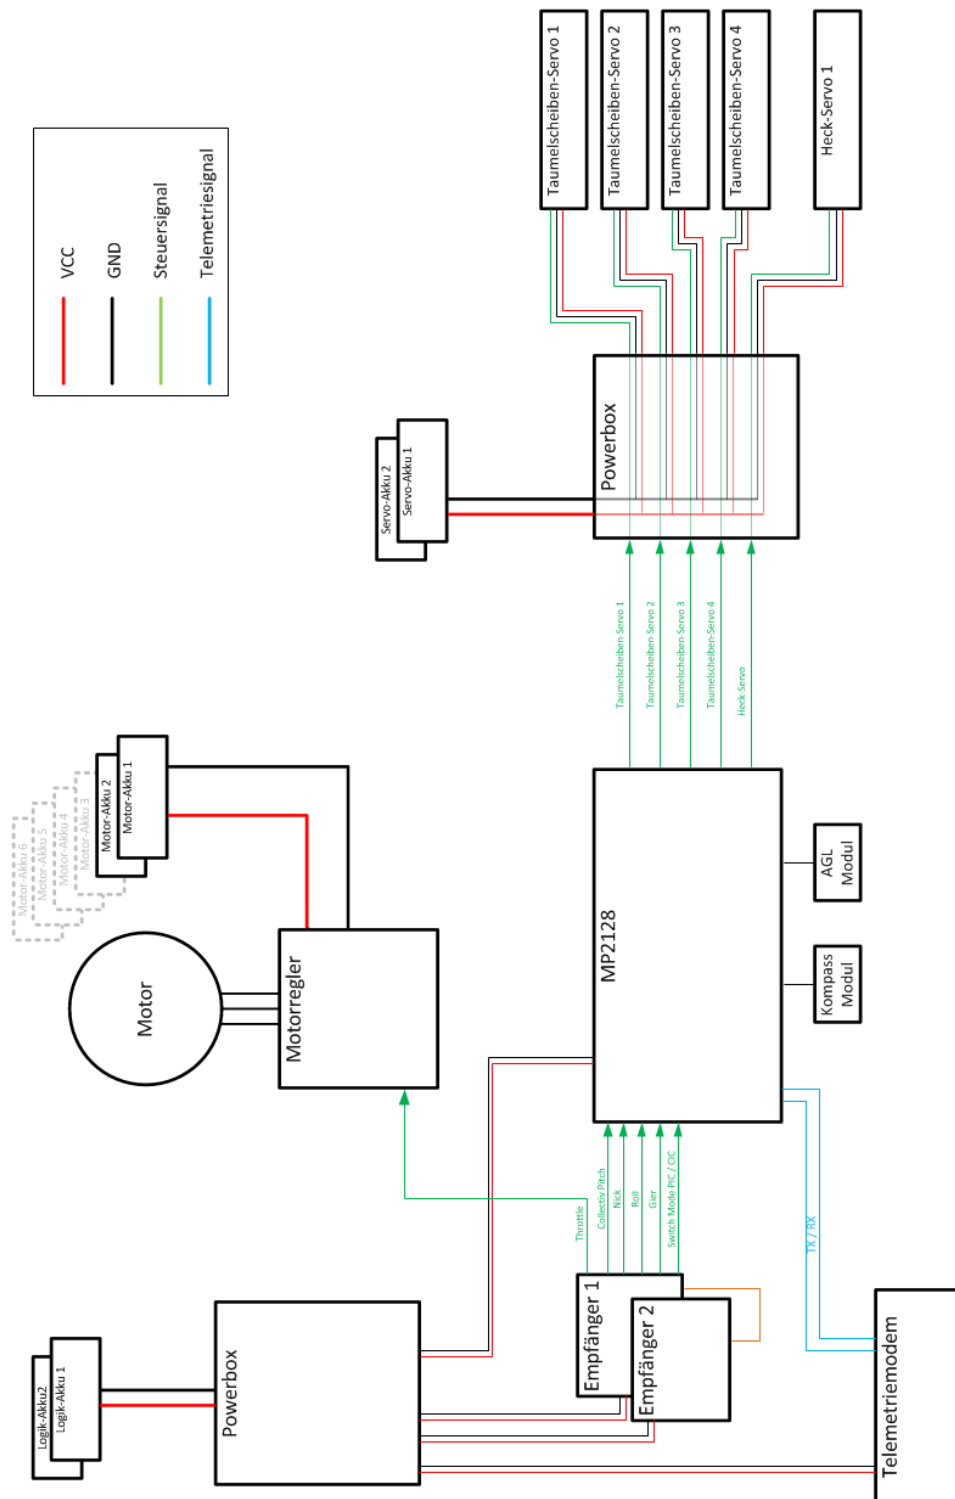 VCC
GND
Steuersignal
Telemetriesignal
Taumelscheiben-Servo 1
Taumelscheiben-Servo 2
Taumelscheiben-Servo 3
Taumelscheiben-Servo 4
Heck-Servo 1
Servo-Akku 2
Servo-Akku 1
Powerbox
Taumelscheiben-Servo 1
Taumelscheiben-Servo 2
Taumelscheiben-Servo 3
Taumelscheiben-Servo 4
Heck-Servo
Motor-Akku 6
Motor-Akku 5
Motor-Akku 4
Motor-Akku 3
Motor-Akku 2
Motor-Akku 1
Motor
Motorregler
MP2128
AGL
Modul
Kompass
Modul
Throttle
Collectiv Pitch
Nick
Roll
Gier
Switch Mode PIC / CIC
TX / RX
Logik-Akku2
Logik-Akku 1
Powerbox
Empfänger 1
Empfänger 2
Telemetriemodem